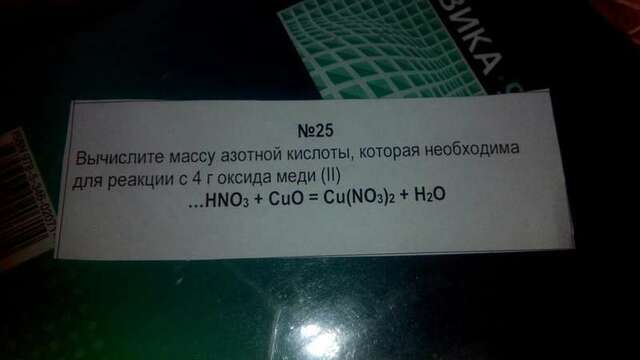 №25
Вычислите массу азотной кислоты, которая необходима
для реакции с 4 г оксида меди (II)
...HNO₃ + CuO = Cu(NO₃)₂ + H₂O